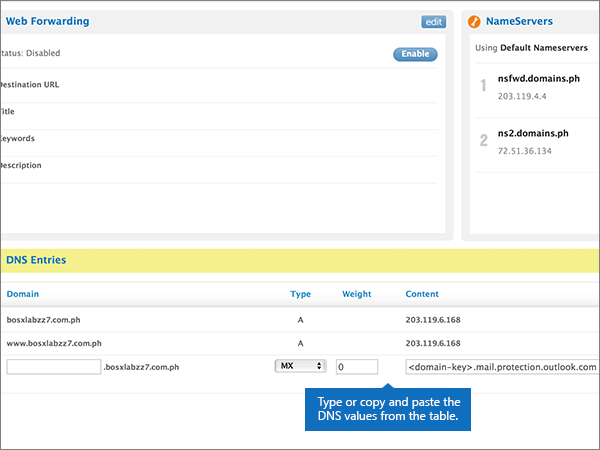 Web Forwarding
edit
Status: Disabled
Enable
Destination URL
Title
Keywords
Description
NameServers
Using Default Nameservers
1
nsfwd.domains.ph
203.119.4.4
2
ns2.domains.ph
72.51.36.134
DNS Entries
Domain Type Weight Content
bosxlabzz7.com.ph A 203.119.6.168
www.bosxlabzz7.com.ph A 203.119.6.168
.bosxlabzz7.com.ph MX 0 <domain-key>.mail.protection.outlook.com
Type or copy and paste the
DNS values from the table.